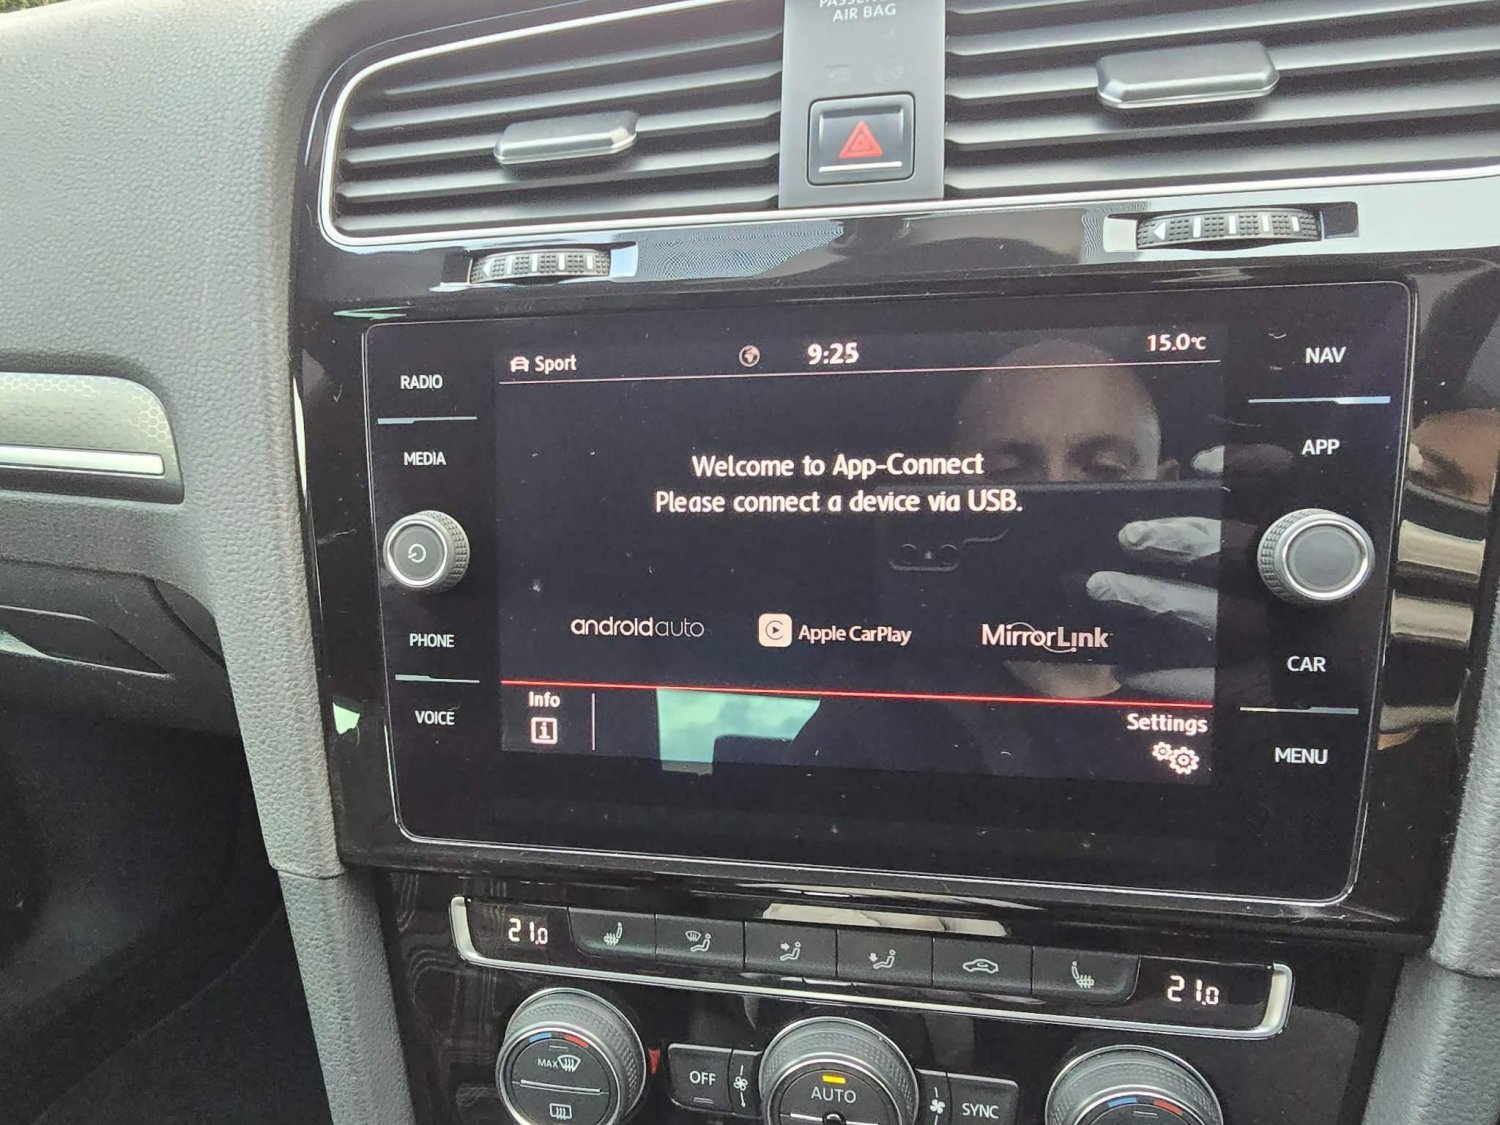 PASSENGER
AIR BAG
Sport
9:25
15.0°C
RADIO
MEDIA
PHONE
VOICE
NAV
APP
CAR
MENU
Welcome to App-Connect
Please connect a device via USB.
androidauto
Apple CarPlay
MirrorLink
Info
i
Settings
21.0
21.0
MAX
OFF
AUTO
SYNC